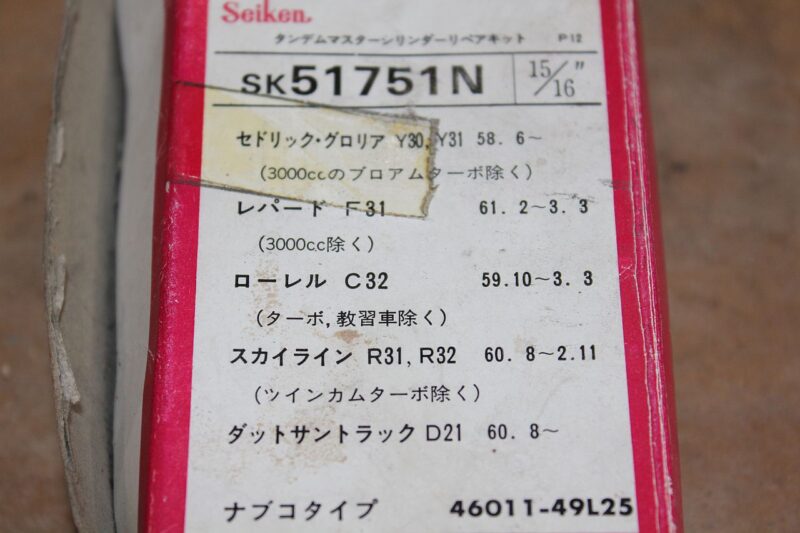 Seiken
タンデムマスターシリンダーリペアキット P12
SK51751N 15/16"
セドリック・グロリア Y30, Y31 58. 6~
(3000ccのブロアムターボ除く)
レパード F31 61. 2~3. 3
(3000c.c除く)
ローレル C32 59.10~3. 3
(ターボ,教習車除く)
スカイライン R31, R32 60. 8~2.11
(ツインカムターボ除く)
ダットサントラック D21 60. 8~
ナブコタイプ 46011-49L25